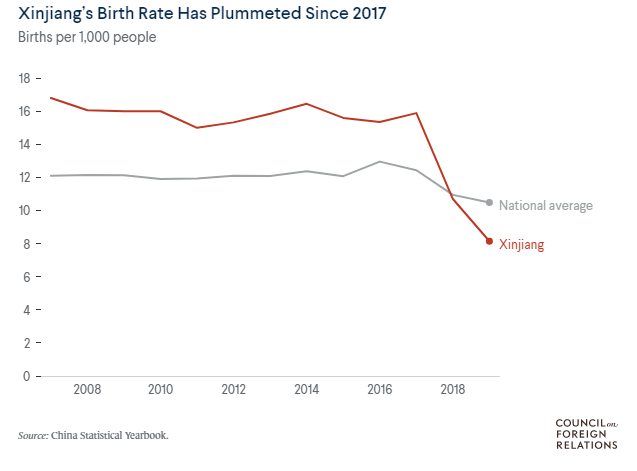 Xinjiang’s Birth Rate Has Plummeted Since 2017
Births per 1,000 people
18
16
14
12
10
8
6
4
2
0
National average
Xinjiang
2008 2010 2012 2014 2016 2018
Source: China Statistical Yearbook.
COUNCIL on
FOREIGN
RELATIONS